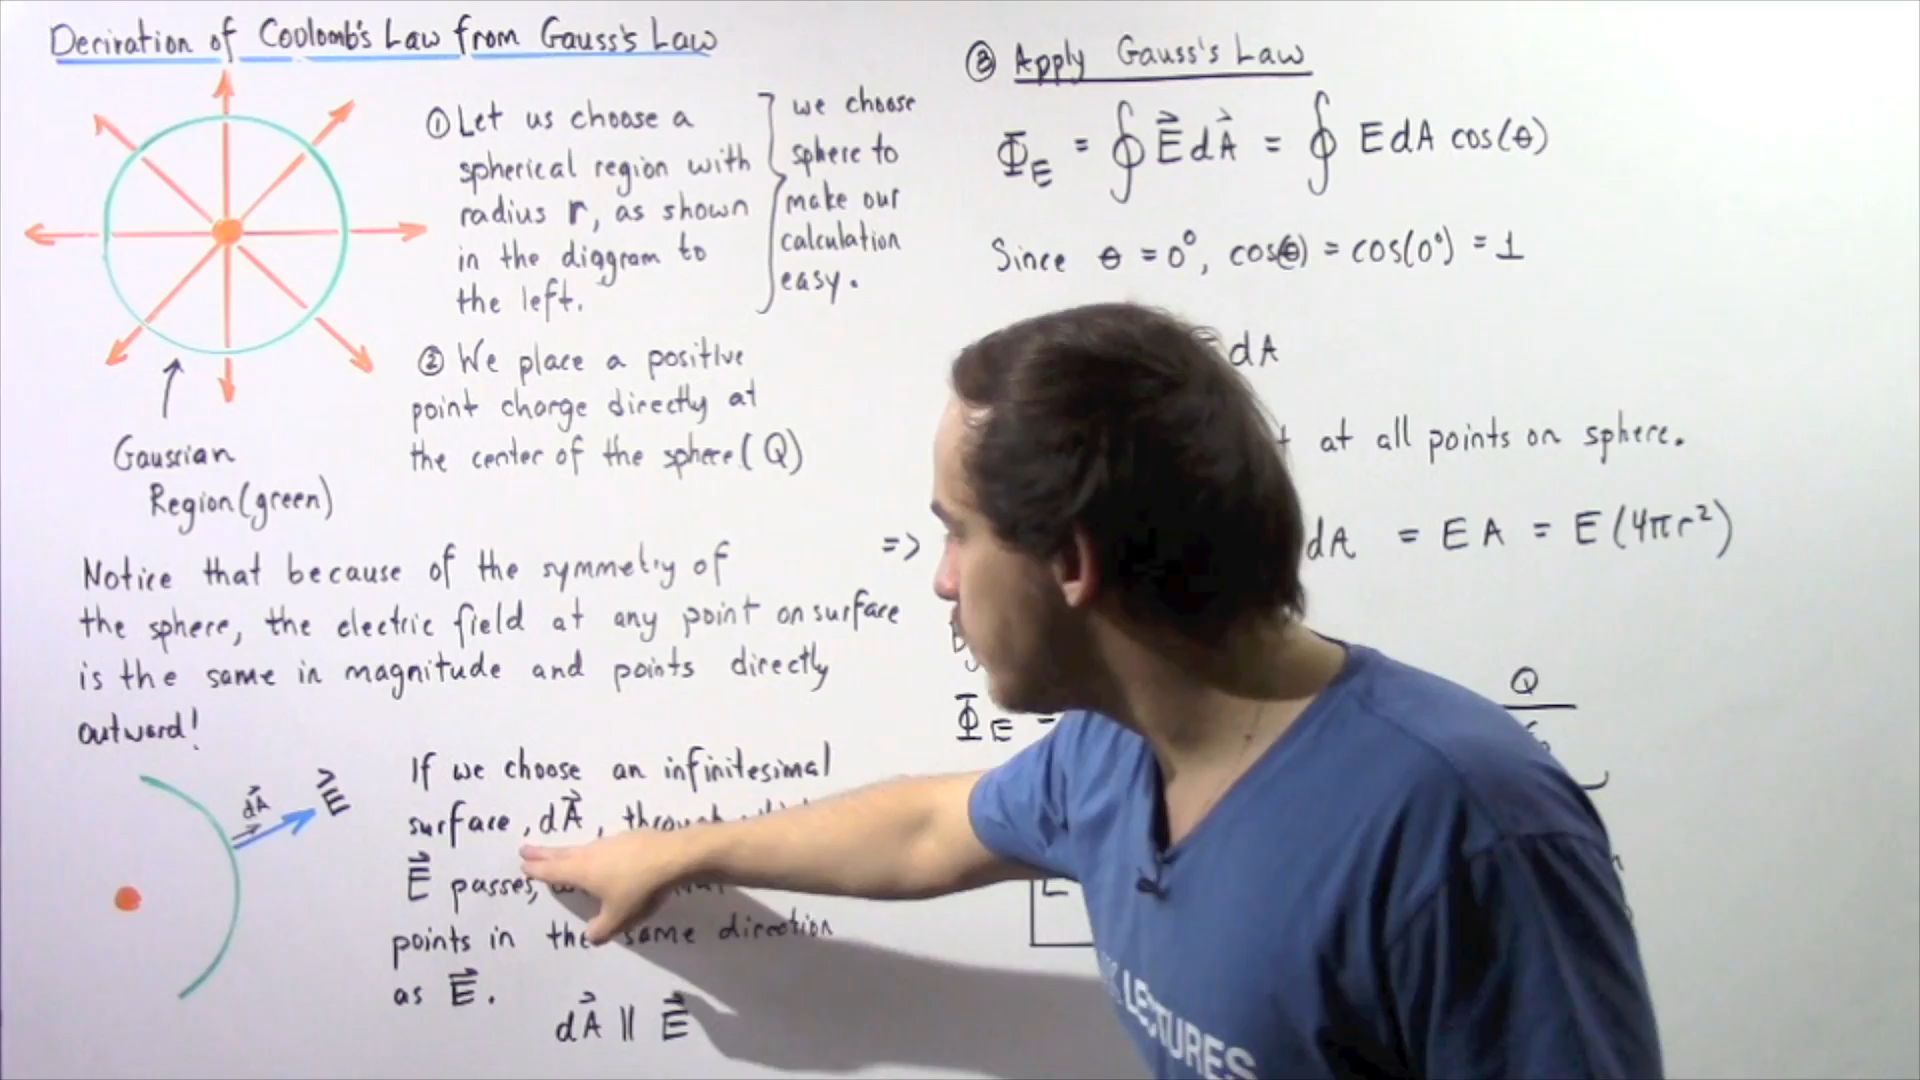 Derivation of Coulomb's Law from Gauss's Law
① Let us choose a
spherical region with
radius r, as shown
in the diagram to
the left.
we choose
sphere to
make our
calculation
easy.
② We place a positive
point charge directly at
the center of the sphere (Q)
Gaussian
Region (green)
Notice that because of the symmetry of
the sphere, the electric field at any point on surface
is the same in magnitude and points directly
outward!
dA⃗
E⃗
If we choose an infinitesimal
surface, dA⃗, through
E⃗ passes,
points in the same direction
as E⃗.
dA⃗ ∥ E⃗
③ Apply Gauss's Law
Φ_E = ∮ E⃗ dA⃗ = ∮ E dA cos(θ)
Since θ = 0°, cos(θ) = cos(0°) = 1
dA
at all points on sphere.
=> dA = E A = E (4πr²)
Φ_E =
Q
LECTURES